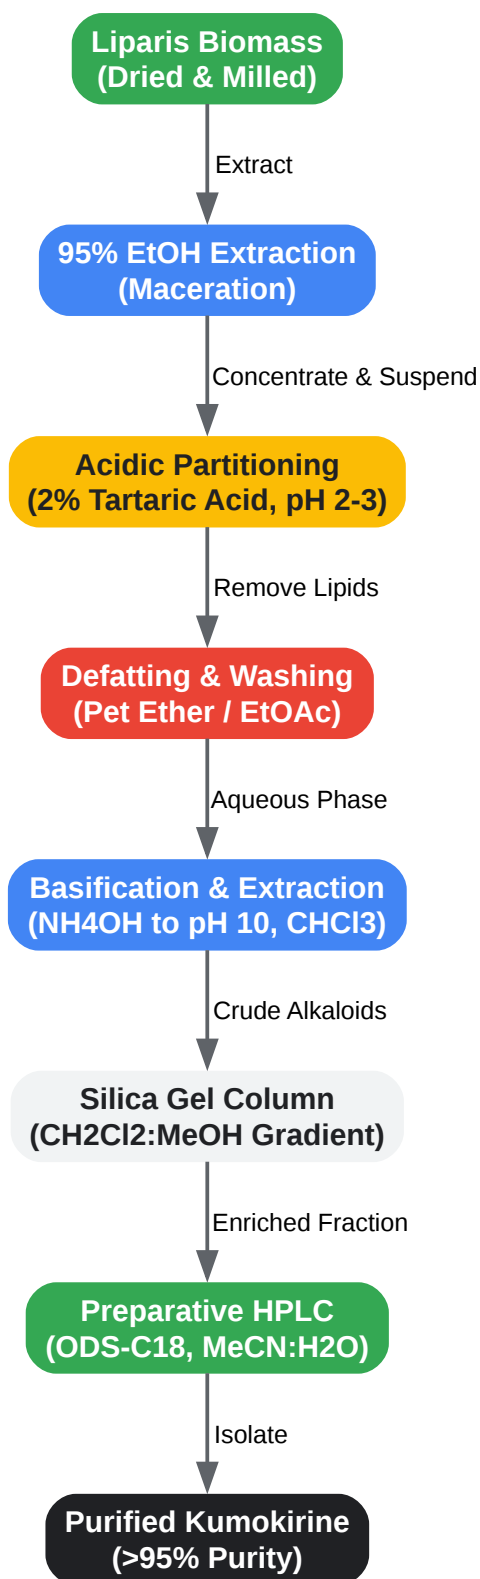 Liparis Biomass
(Dried & Milled)
Extract
95% EtOH Extraction
(Maceration)
Concentrate & Suspend
Acidic Partitioning
(2% Tartaric Acid, pH 2-3)
Remove Lipids
Defatting & Washing
(Pet Ether / EtOAc)
Aqueous Phase
Basification & Extraction
(NH4OH to pH 10, CHCl3)
Crude Alkaloids
Silica Gel Column
(CH2Cl2:MeOH Gradient)
Enriched Fraction
Preparative HPLC
(ODS-C18, MeCN:H2O)
Isolate
Purified Kumokirine
(>95% Purity)